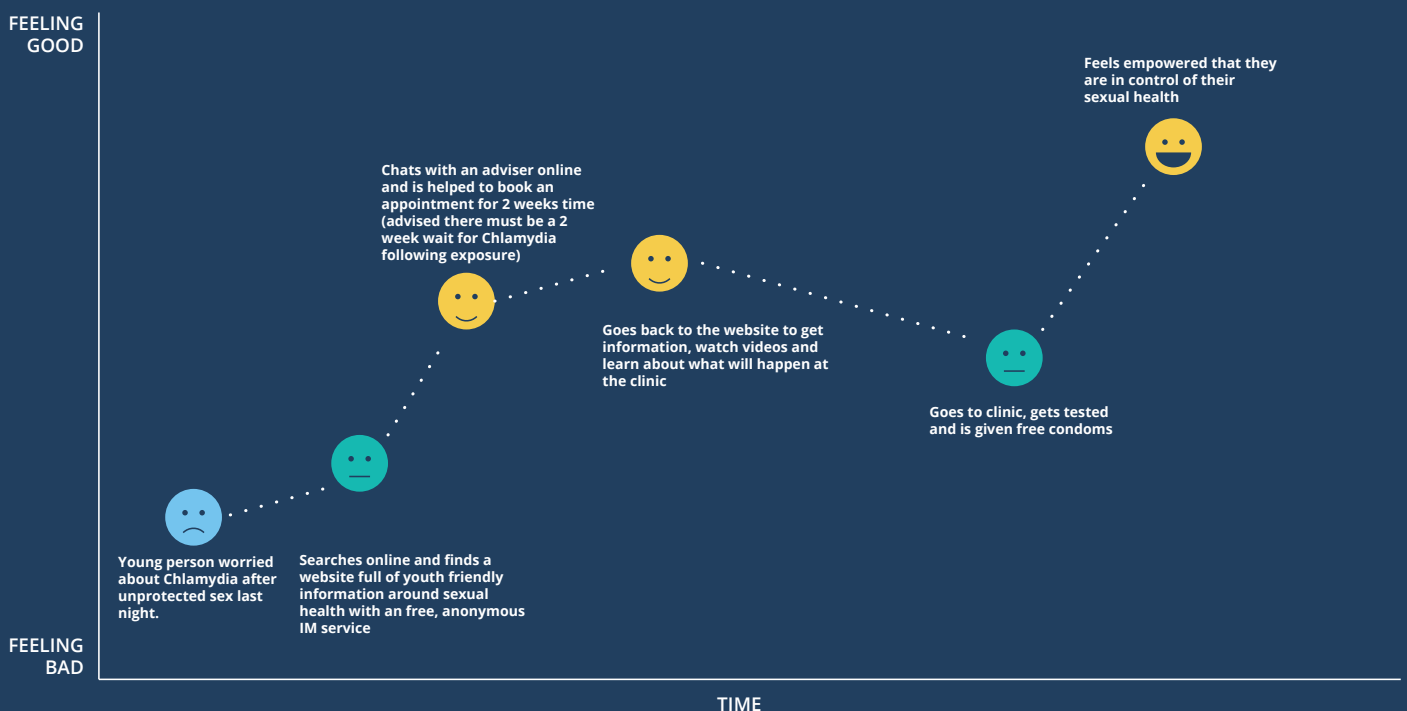 FEELING
GOOD
Feels empowered that they
are in control of their
sexual health
Chats with an adviser online
and is helped to book an
appointment for 2 weeks time
(advised there must be a 2
week wait for Chlamydia
following exposure)
Goes back to the website to get
information, watch videos and
learn about what will happen at
the clinic
Goes to clinic, gets tested
and is given free condoms
Young person worried
about Chlamydia after
unprotected sex last
night.
Searches online and finds a
website full of youth friendly
information around sexual
health with an free, anonymous
IM service
FEELING
BAD
TIME